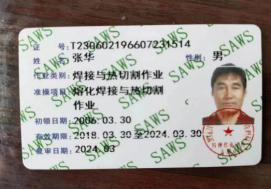 SAWS
证 号: T230602196607231514
姓 名: 张华 性别: 男
作业类别: 焊接与热切割作业
准操项目: 熔化焊接与热切割
作业
初领日期: 2006. 03. 30
有效期限: 2018. 03. 30 至2024. 03. 30
复审日期: 2024. 03